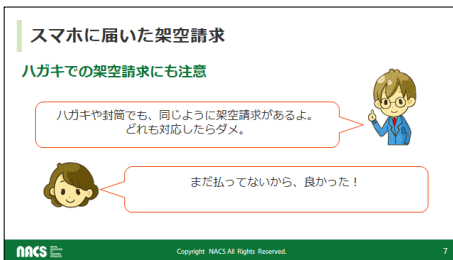 スマホに届いた架空請求
ハガキでの架空請求にも注意
ハガキや封筒でも、同じように架空請求があるよ。
どれも対応したらダメ。
まだ払ってないから、良かった！
NACS
Copyright NACS All Rights Reserved.
7